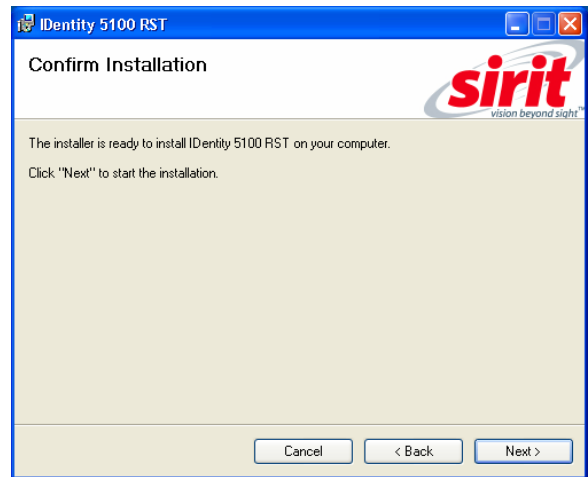 IDentity 5100 RST
Confirm Installation
sirit
vision beyond sight™
The installer is ready to install IDentity 5100 RST on your computer.
Click "Next" to start the installation.
Cancel
< Back
Next >